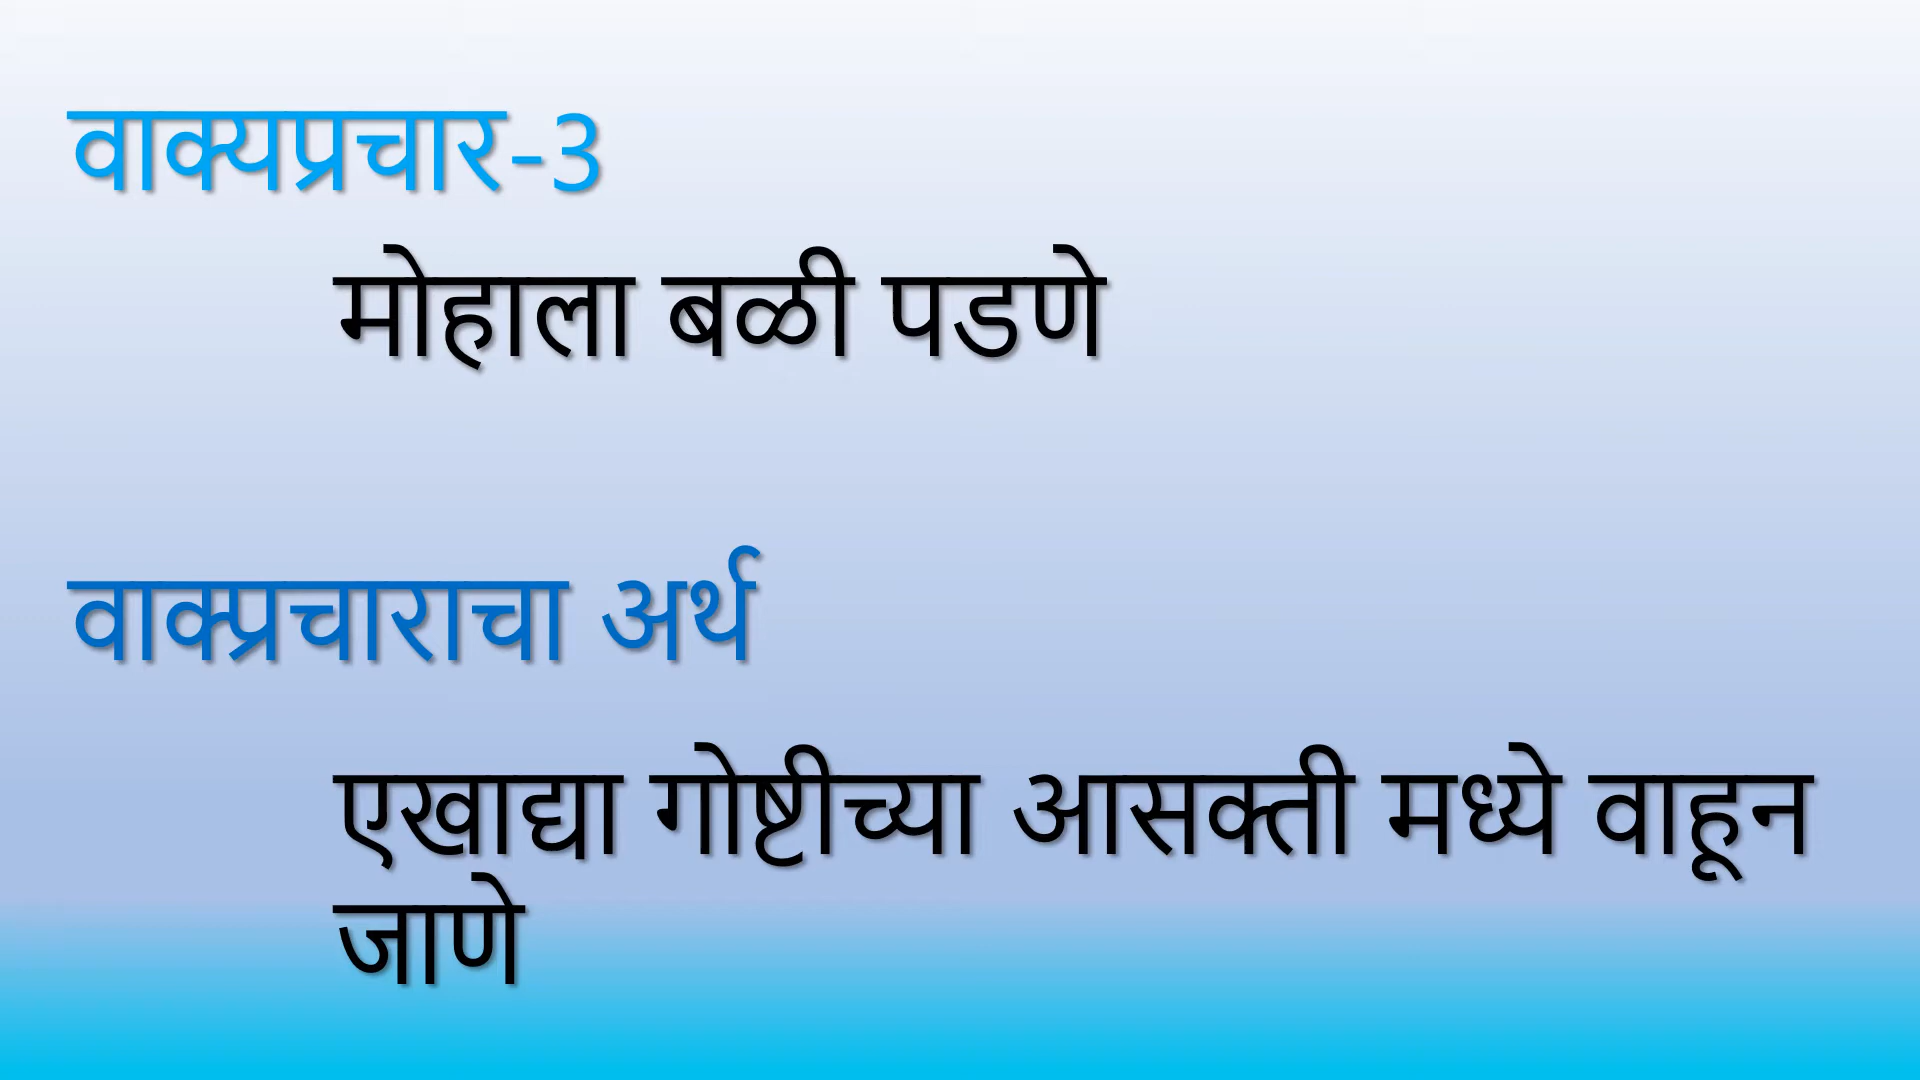 वाक्यप्रचार-3
मोहाला बळी पडणे
वाक्प्रचाराचा अर्थ
एखाद्या गोष्टीच्या आसक्ती मध्ये वाहून
जाणे